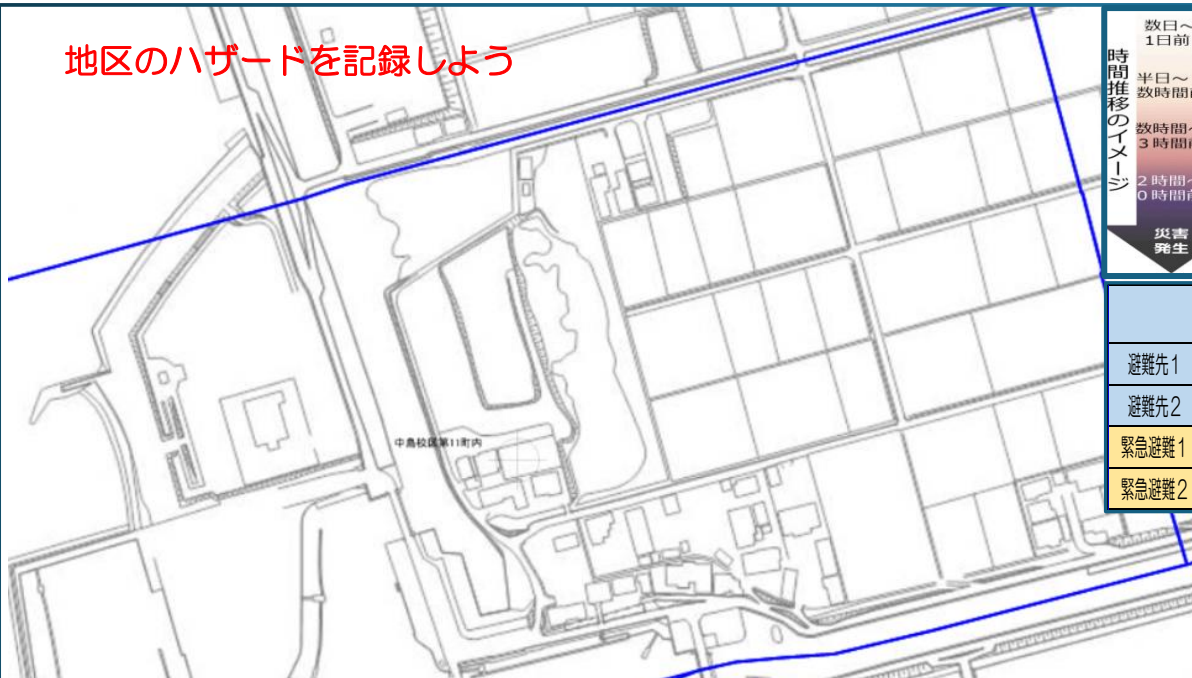 地区のハザードを記録しよう
時間推移のイメージ
数日～
1日前
半日～
数時間前
数時間～
３時間前
２時間～
０時間前
災害
発生
避難先１
避難先２
緊急避難１
緊急避難２
中島校区第11町内